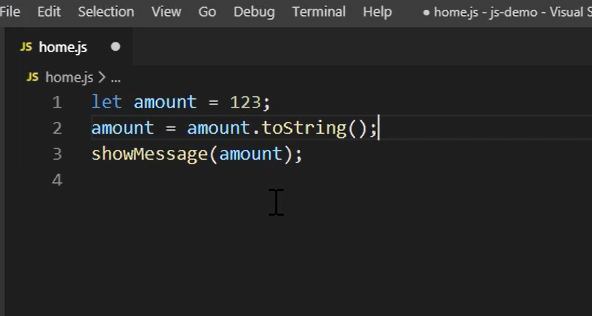 File Edit Selection View Go Debug Terminal Help ● home.js - js-demo - Visual S
JS home.js ●
JS home.js > ...
1 let amount = 123;
2 amount = amount.toString();
3 showMessage(amount);
4